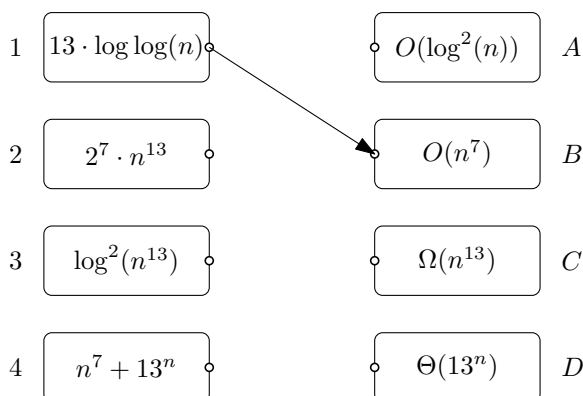 1 13 · log log(n) O(log²(n)) A
2 2⁷ · n¹³ O(n⁷) B
3 log²(n¹³) Ω(n¹³) C
4 n⁷ + 13ⁿ Θ(13ⁿ) D